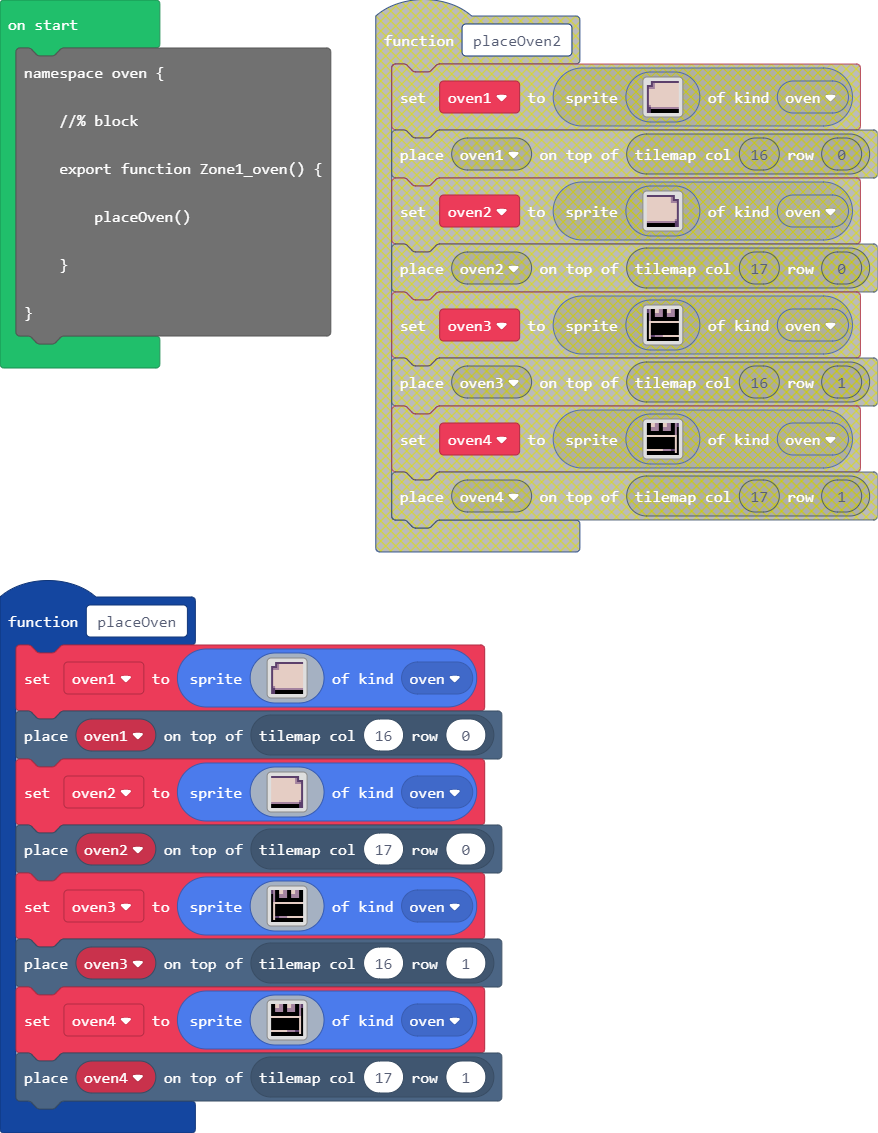 on start
namespace oven {
//% block
export function Zone1_oven() {
placeOven()
}
}
function placeOven2
set oven1 to sprite of kind oven
place oven1 on top of tilemap col 16 row 0
set oven2 to sprite of kind oven
place oven2 on top of tilemap col 17 row 0
set oven3 to sprite of kind oven
place oven3 on top of tilemap col 16 row 1
set oven4 to sprite of kind oven
place oven4 on top of tilemap col 17 row 1
function placeOven
set oven1 to sprite of kind oven
place oven1 on top of tilemap col 16 row 0
set oven2 to sprite of kind oven
place oven2 on top of tilemap col 17 row 0
set oven3 to sprite of kind oven
place oven3 on top of tilemap col 16 row 1
set oven4 to sprite of kind oven
place oven4 on top of tilemap col 17 row 1